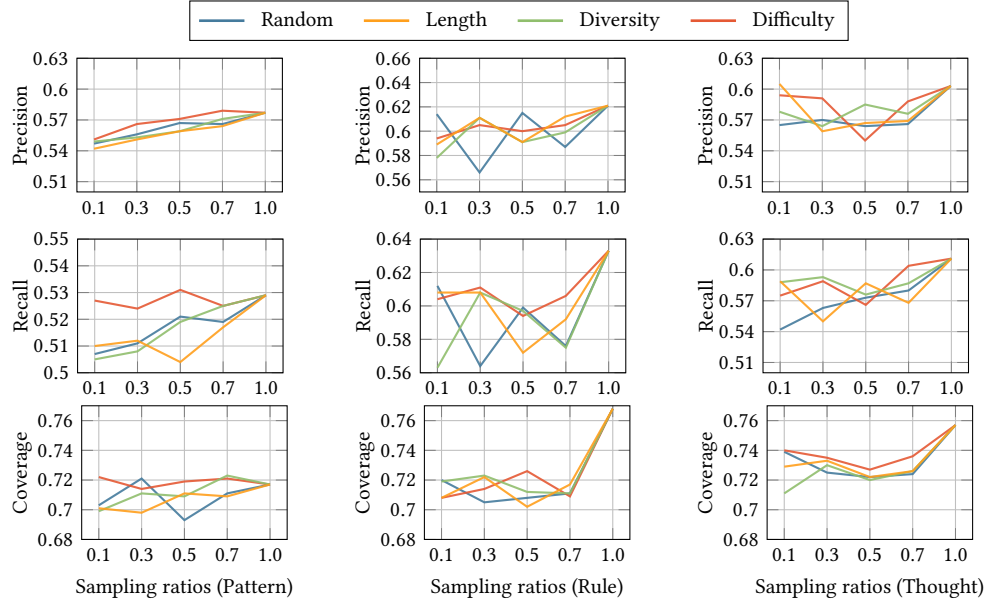 Random Length Diversity Difficulty
0.63 0.6 0.57 0.54 0.51
Precision
0.1 0.3 0.5 0.7 1.0
0.66 0.64 0.62 0.6 0.58 0.56
Precision
0.1 0.3 0.5 0.7 1.0
0.63 0.6 0.57 0.54 0.51
Precision
0.1 0.3 0.5 0.7 1.0
0.55 0.54 0.53 0.52 0.51 0.5
Recall
0.1 0.3 0.5 0.7 1.0
0.64 0.62 0.6 0.58 0.56
Recall
0.1 0.3 0.5 0.7 1.0
0.63 0.6 0.57 0.54 0.51
Recall
0.1 0.3 0.5 0.7 1.0
0.76 0.74 0.72 0.7 0.68
Coverage
0.1 0.3 0.5 0.7 1.0
Sampling ratios (Pattern)
0.76 0.74 0.72 0.7 0.68
Coverage
0.1 0.3 0.5 0.7 1.0
Sampling ratios (Rule)
0.76 0.74 0.72 0.7 0.68
Coverage
0.1 0.3 0.5 0.7 1.0
Sampling ratios (Thought)